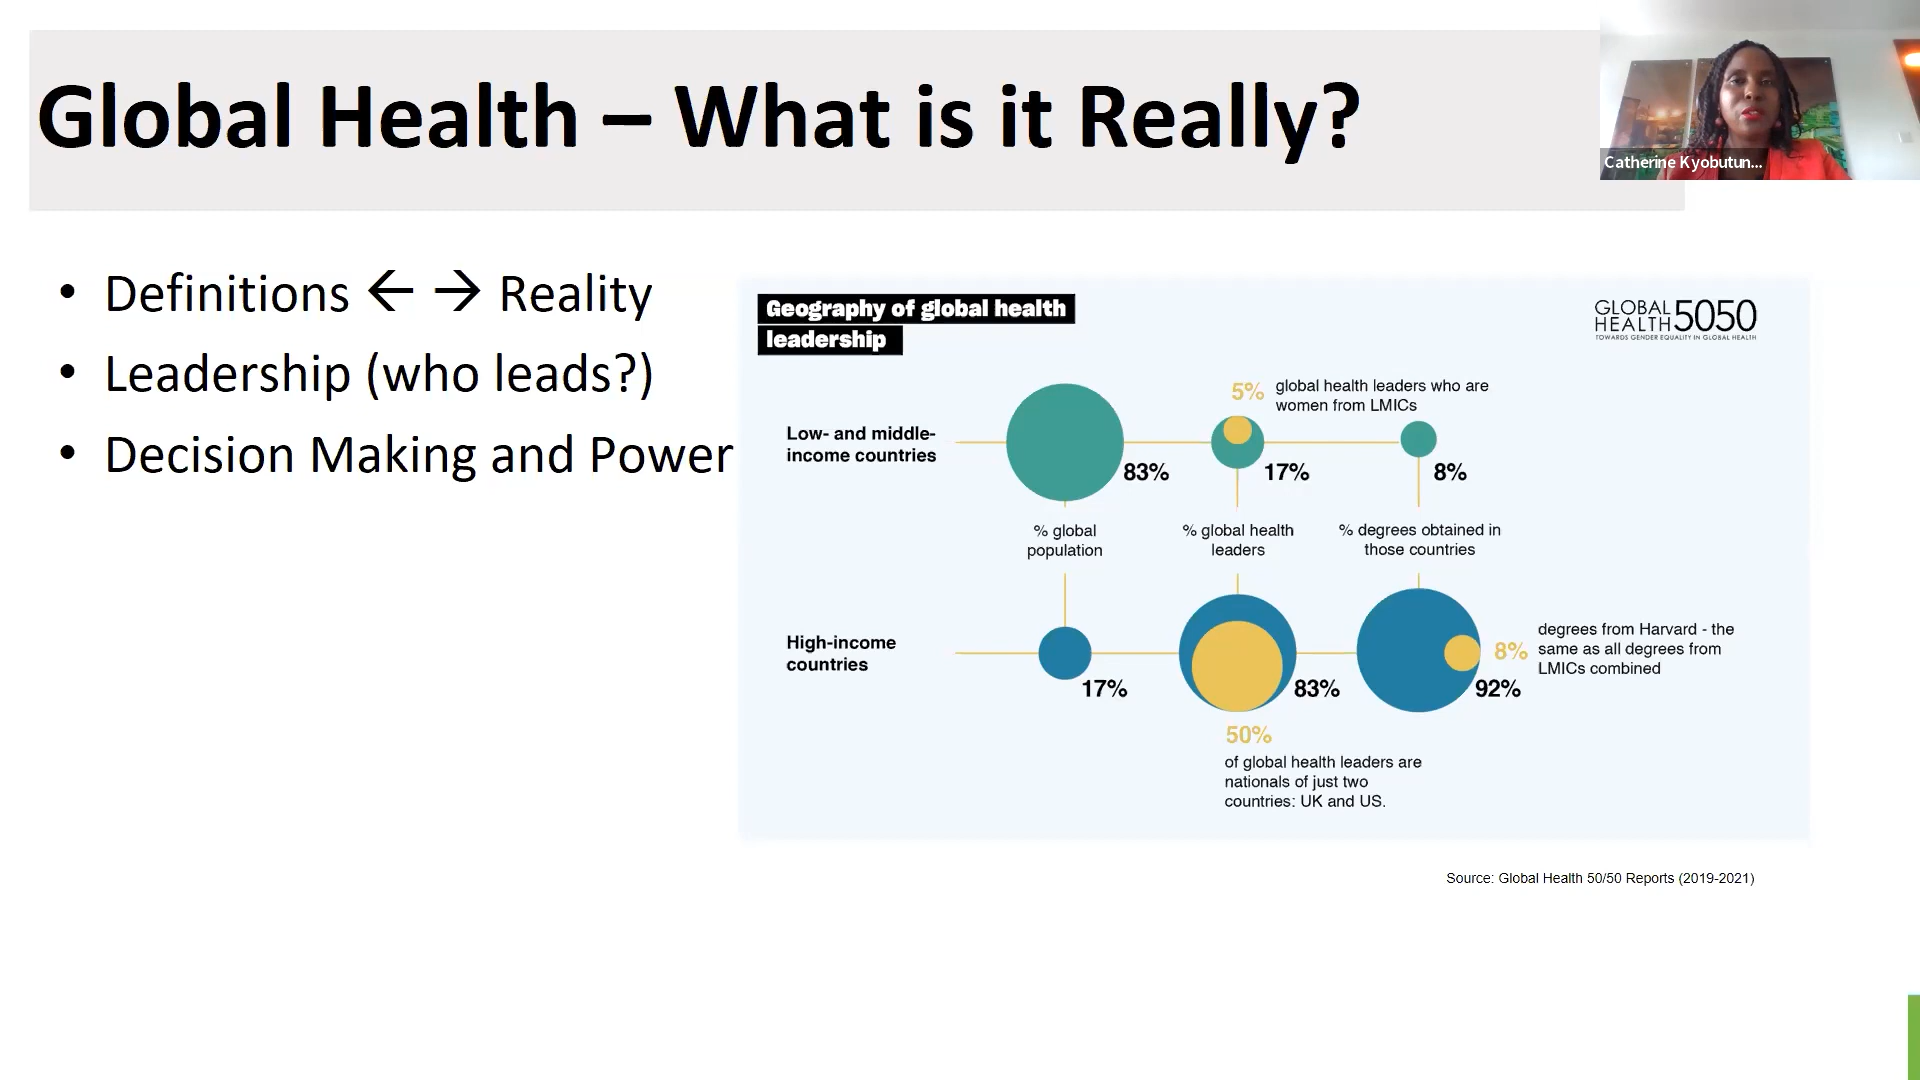 Global Health – What is it Really?
Catherine Kyobutun...
• Definitions ← → Reality
• Leadership (who leads?)
• Decision Making and Power
Geography of global health
leadership
GLOBAL
HEALTH 5050
TOWARDS GENDER EQUALITY IN GLOBAL HEALTH
5%
global health leaders who are
women from LMICs
Low- and middle-
income countries
83%
17%
8%
% global
population
% global health
leaders
% degrees obtained in
those countries
High-income
countries
17%
83%
92%
8%
degrees from Harvard - the
same as all degrees from
LMICs combined
50%
of global health leaders are
nationals of just two
countries: UK and US.
Source: Global Health 50/50 Reports (2019-2021)